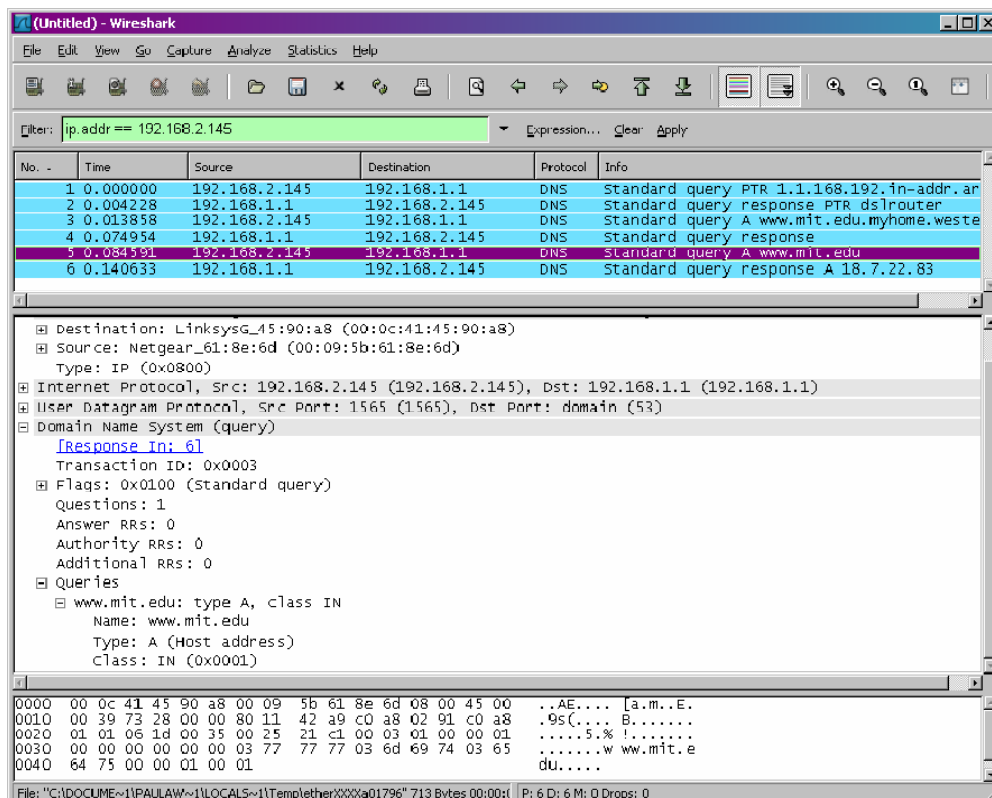 (Untitled) - Wireshark
File Edit View Go Capture Analyze Statistics Help
Filter: ip.addr == 192.168.2.145 Expression... Clear Apply
No. - Time Source Destination Protocol Info
1 0.000000 192.168.2.145 192.168.1.1 DNS Standard query PTR 1.1.168.192.in-addr.ar
2 0.004228 192.168.1.1 192.168.2.145 DNS Standard query response PTR dslrouter
3 0.013858 192.168.2.145 192.168.1.1 DNS Standard query A www.mit.edu.myhome.weste
4 0.074954 192.168.1.1 192.168.2.145 DNS Standard query response
5 0.084591 192.168.2.145 192.168.1.1 DNS Standard query A www.mit.edu
6 0.140633 192.168.1.1 192.168.2.145 DNS Standard query response A 18.7.22.83
Destination: LinksysG_45:90:a8 (00:0c:41:45:90:a8)
Source: Netgear_61:8e:6d (00:09:5b:61:8e:6d)
Type: IP (0x0800)
Internet Protocol, Src: 192.168.2.145 (192.168.2.145), Dst: 192.168.1.1 (192.168.1.1)
User Datagram Protocol, Src Port: 1565 (1565), Dst Port: domain (53)
Domain Name System (query)
[Response In: 6]
Transaction ID: 0x0003
Flags: 0x0100 (Standard query)
Questions: 1
Answer RRs: 0
Authority RRs: 0
Additional RRs: 0
Queries
www.mit.edu: type A, class IN
Name: www.mit.edu
Type: A (Host address)
Class: IN (0x0001)
0000 00 0c 41 45 90 a8 00 09 5b 61 8e 6d 08 00 45 00 ..AE.... [a.m..E.
0010 00 39 73 28 00 00 80 11 42 a9 c0 a8 02 91 c0 a8 .9s(.... B.......
0020 01 01 06 1d 00 35 00 25 21 c1 00 03 01 00 00 01 .....5.% !.......
0030 00 00 00 00 00 00 03 77 77 77 03 6d 69 74 03 65 .......w ww.mit.e
0040 64 75 00 00 01 00 01 du.....
File: "C:\DOCUME~1\PAULAW~1\LOCALS~1\Temp\etherXXXXa01796" 713 Bytes 00:00:( P: 6 D: 6 M: 0 Drops: 0